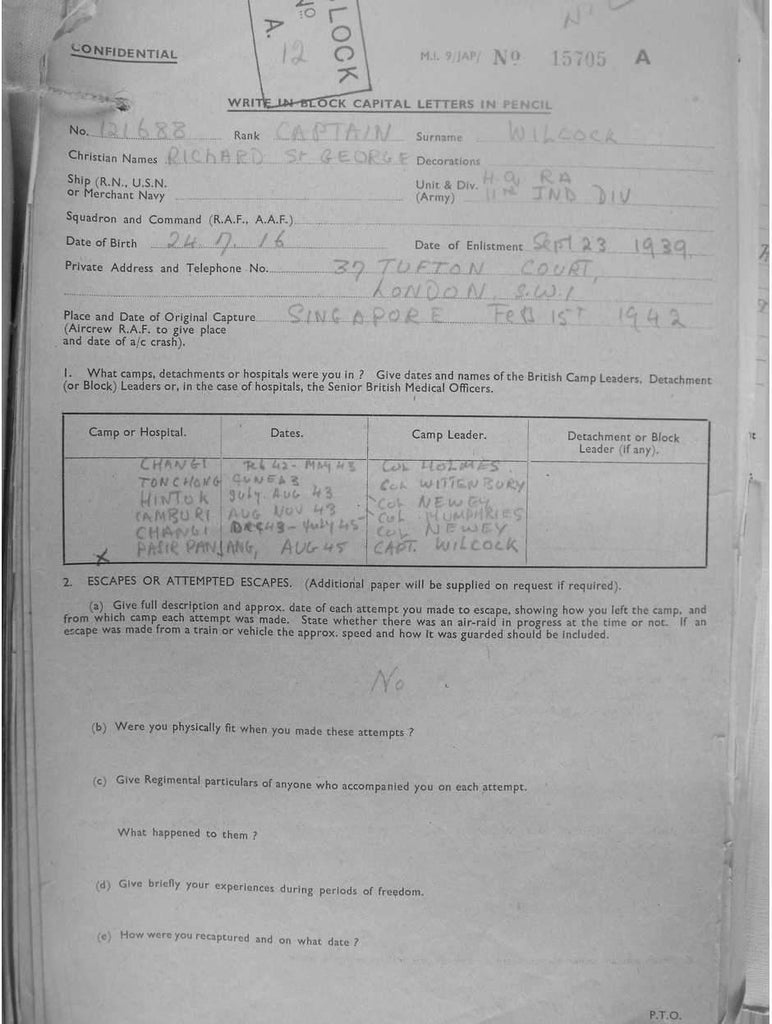 CONFIDENTIAL
BLOCK
NO
A.
12
M.I. 9/JAP/ No 15705 A
WRITE IN BLOCK CAPITAL LETTERS IN PENCIL
No. 121688 Rank CAPTAIN Surname WILCOCK
Christian Names RICHARD St GEORGE Decorations
Ship (R.N., U.S.N. or Merchant Navy
Unit & Div. (Army) H.Q. RA 11th IND DIV
Squadron and Command (R.A.F., A.A.F.)
Date of Birth 24.7.16 Date of Enlistment Sept 23 1939
Private Address and Telephone No. 37 TUFTON COURT,
LONDON, S.W.1
Place and Date of Original Capture SINGAPORE FEB 15T 1942
(Aircrew R.A.F. to give place
and date of a/c crash).
1. What camps, detachments or hospitals were you in ? Give dates and names of the British Camp Leaders, Detachment
(or Block) Leaders or, in the case of hospitals, the Senior British Medical Officers.
Camp or Hospital. Dates. Camp Leader. Detachment or Block Leader (if any).
CHANGI Feb 42 - May 43 Col HOLMES
TONCHONG JUNE 43 Col WITTENBURY
HINTOK July. Aug 43 Col NEWEY
CAMBURI AUG NOV 43 Col HUMPHRIES
CHANGI DEC 43 - July 45 Col NEWEY
PASIR PANJANG, AUG 45 CAPT. WILCOCK
2. ESCAPES OR ATTEMPTED ESCAPES. (Additional paper will be supplied on request if required).
(a) Give full description and approx. date of each attempt you made to escape, showing how you left the camp, and
from which camp each attempt was made. State whether there was an air-raid in progress at the time or not. If an
escape was made from a train or vehicle the approx. speed and how it was guarded should be included.
No
(b) Were you physically fit when you made these attempts ?
(c) Give Regimental particulars of anyone who accompanied you on each attempt.
What happened to them ?
(d) Give briefly your experiences during periods of freedom.
(e) How were you recaptured and on what date ?
P.T.O.